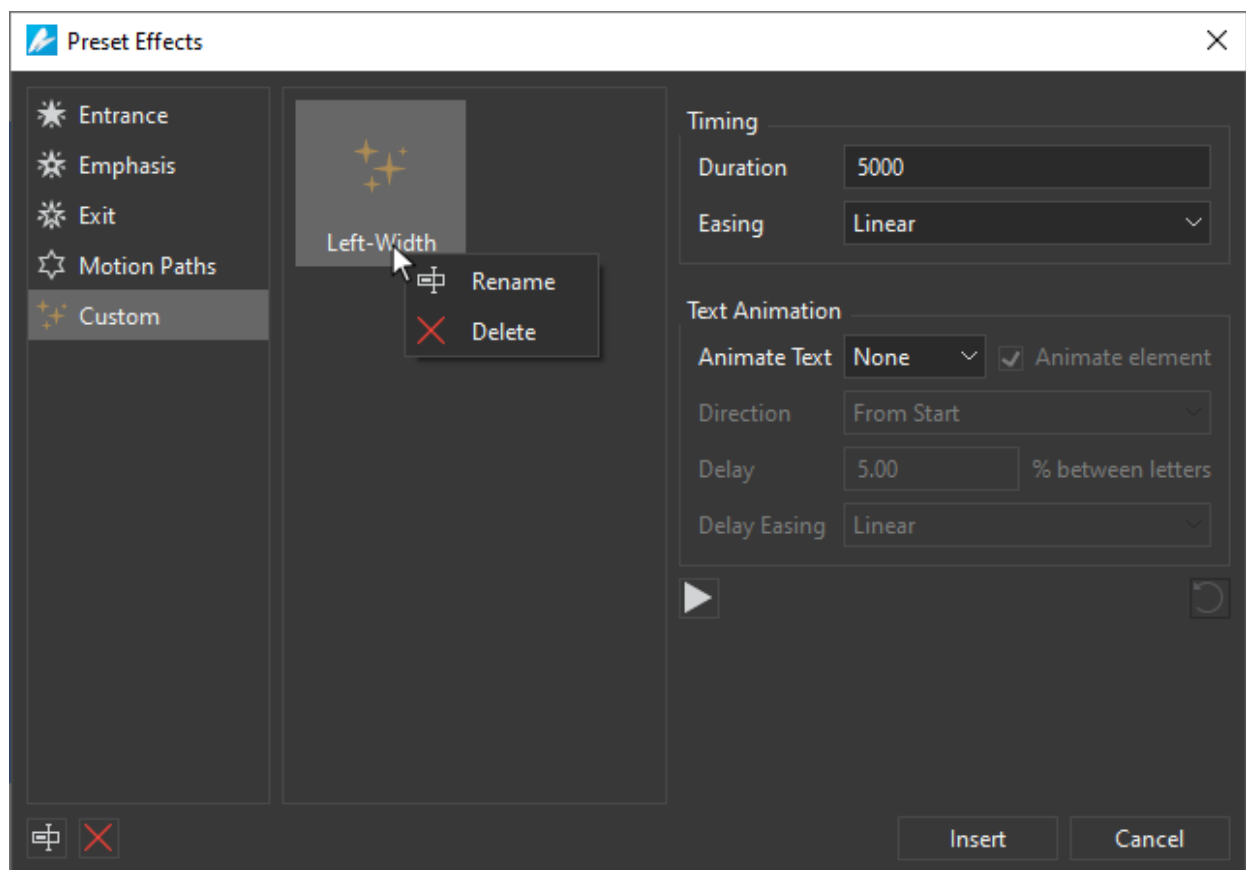 Preset Effects
Entrance
Emphasis
Exit
Motion Paths
Custom
Left-Width
Rename
Delete
Timing
Duration 5000
Easing Linear
Text Animation
Animate Text None Animate element
Direction From Start
Delay 5.00 % between letters
Delay Easing Linear
Insert Cancel